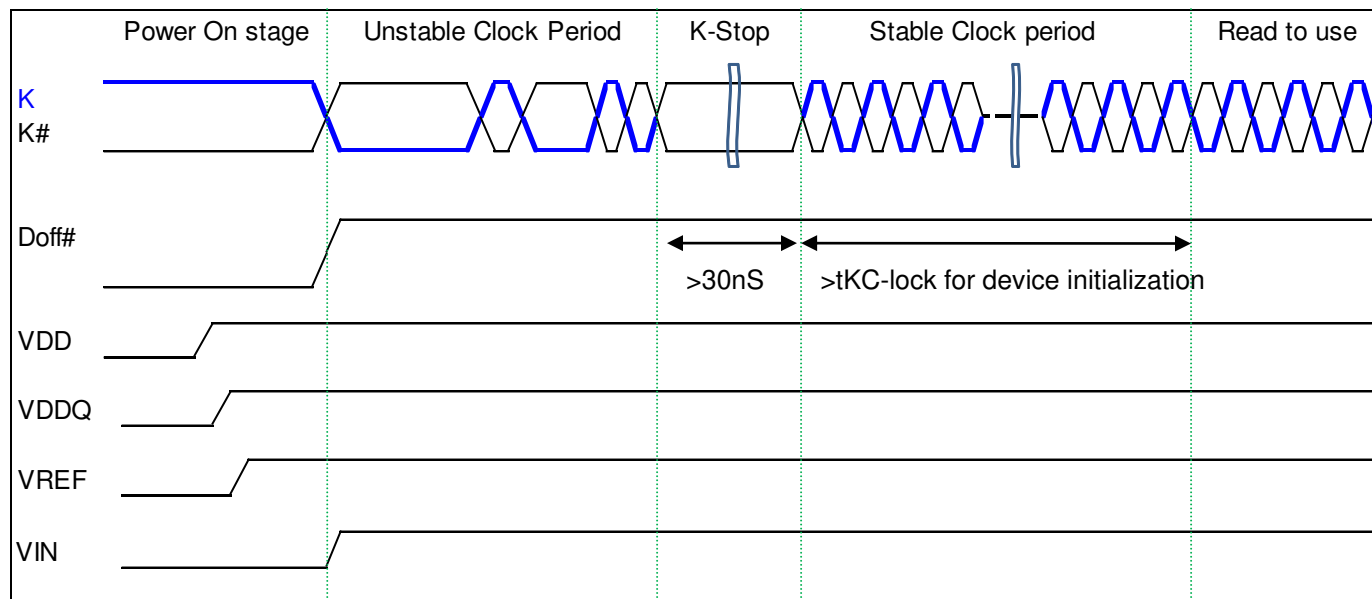 Power On stage Unstable Clock Period K-Stop Stable Clock period Read to use
K
K#
Doff#
>30nS >tKC-lock for device initialization
VDD
VDDQ
VREF
VIN